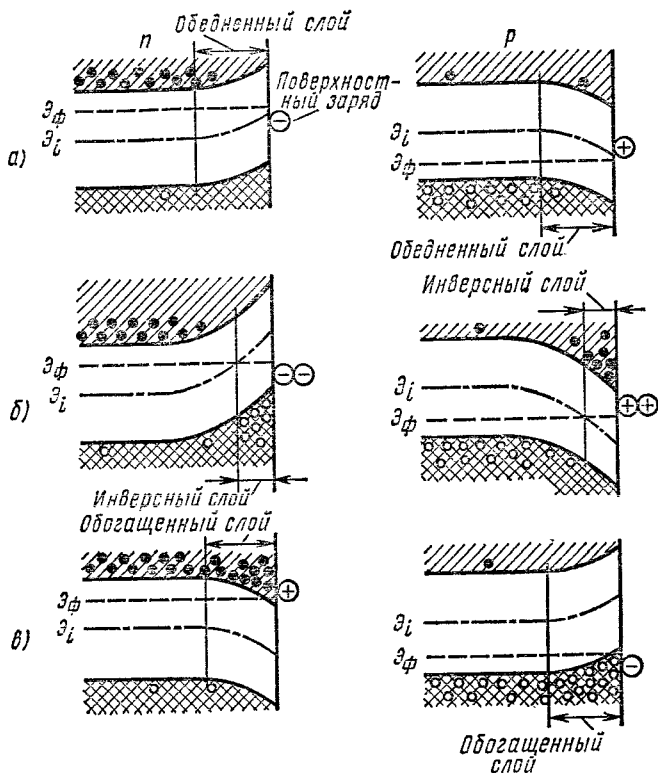 Обедненный слой
n
p
Поверхност-
ный заряд
Эф
Эi
−
а)
Эi
Эф
+
Обедненный слой
Инверсный слой
Эф
Эi
− −
б)
Эi
Эф
+ +
Инверсный слой
Обогащенный слой
Эф
Эi
+
в)
Эi
Эф
−
Обогащенный
слой